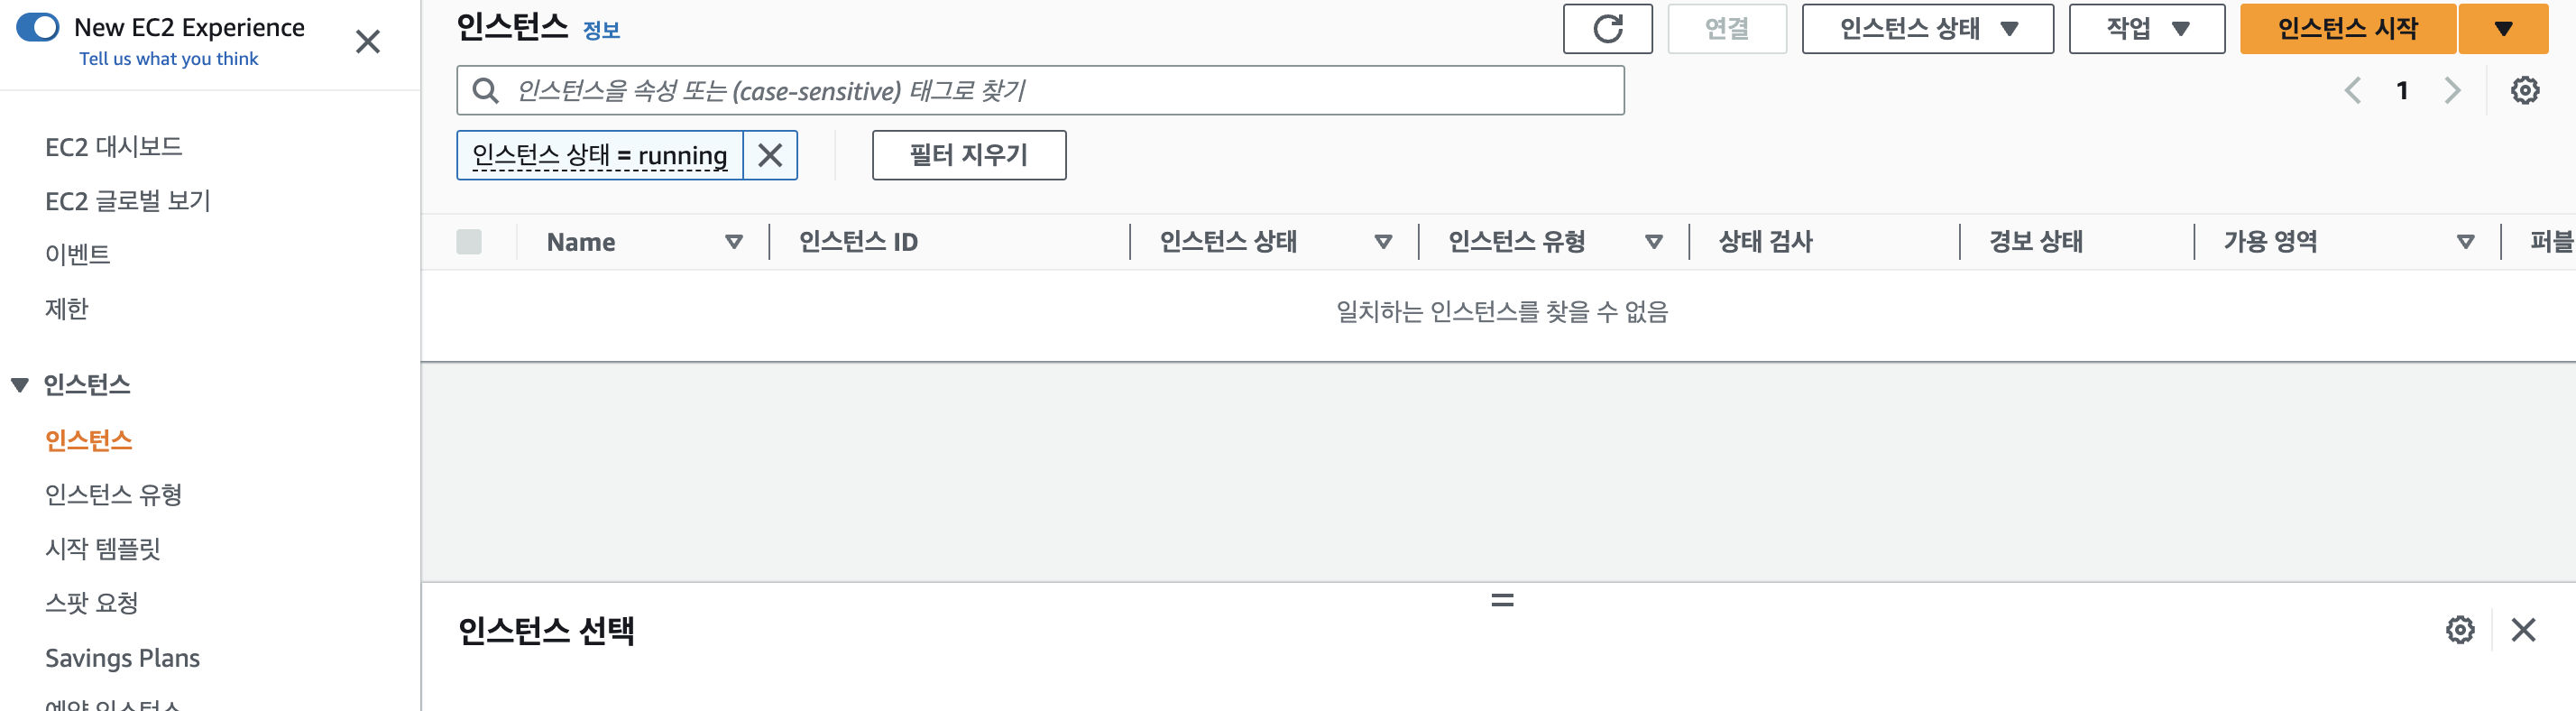 New EC2 Experience
Tell us what you think
EC2 대시보드
EC2 글로벌 보기
이벤트
제한
인스턴스
인스턴스
인스턴스 유형
시작 템플릿
스팟 요청
Savings Plans
예약 인스턴스
인스턴스 정보
연결
인스턴스 상태
작업
인스턴스 시작
인스턴스을 속성 또는 (case-sensitive) 태그로 찾기
1
인스턴스 상태 = running
필터 지우기
Name 인스턴스 ID 인스턴스 상태 인스턴스 유형 상태 검사 경보 상태 가용 영역 퍼블
일치하는 인스턴스를 찾을 수 없음
인스턴스 선택